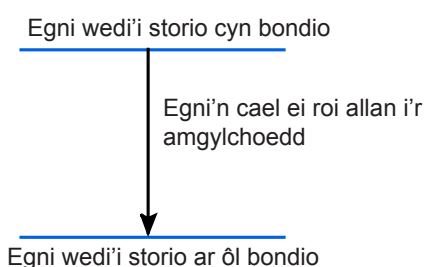 Egni wedi’i storio cyn bondio
Egni’n cael ei roi allan i’r
amgylchoedd
Egni wedi’i storio ar ôl bondio